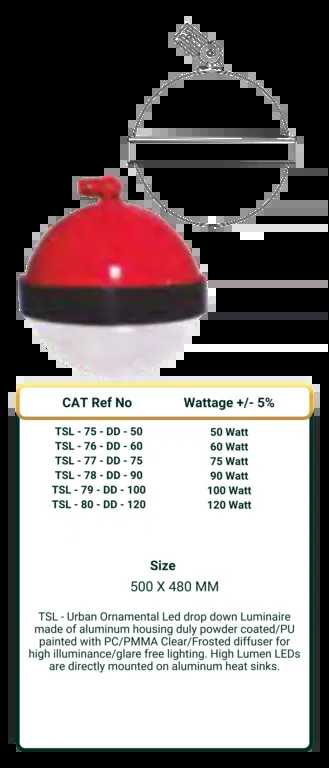 CAT Ref No Wattage +/- 5%
TSL - 75 - DD - 50 50 Watt
TSL - 76 - DD - 60 60 Watt
TSL - 77 - DD - 75 75 Watt
TSL - 78 - DD - 90 90 Watt
TSL - 79 - DD - 100 100 Watt
TSL - 80 - DD - 120 120 Watt
Size
500 X 480 MM
TSL - Urban Ornamental Led drop down Luminaire
made of aluminum housing duly powder coated/PU
painted with PC/PMMA Clear/Frosted diffuser for
high illuminance/glare free lighting. High Lumen LEDs
are directly mounted on aluminum heat sinks.